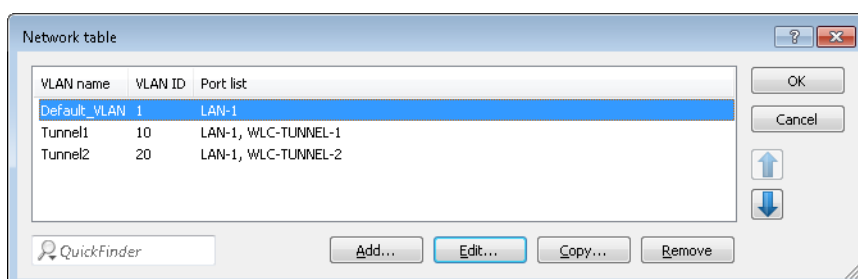 Network table
?
VLAN name VLAN ID Port list
OK
Default_VLAN 1 LAN-1
Cancel
Tunnel1 10 LAN-1, WLC-TUNNEL-1
Tunnel2 20 LAN-1, WLC-TUNNEL-2
QuickFinder
Add... Edit... Copy... Remove